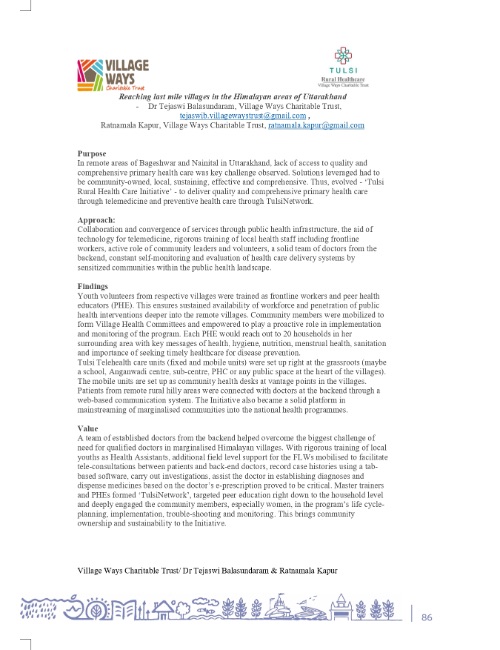 VILLAGE
WAYS
Charitable Trust
TULSI
Rural Healthcare
Village Ways Charitable Trust
Reaching last mile villages in the Himalayan areas of Uttarakhand
- Dr Tejaswi Balasundaram, Village Ways Charitable Trust,
tejaswib.villagewaystrust@gmail.com ,
Ratnamala Kapur, Village Ways Charitable Trust, ratnamala.kapur@gmail.com
Purpose
In remote areas of Bageshwar and Nainital in Uttarakhand, lack of access to quality and
comprehensive primary health care was key challenge observed. Solutions leveraged had to
be community-owned, local, sustaining, effective and comprehensive. Thus, evolved - 'Tulsi
Rural Health Care Initiative' - to deliver quality and comprehensive primary health care
through telemedicine and preventive health care through TulsiNetwork.
Approach:
Collaboration and convergence of services through public health infrastructure, the aid of
technology for telemedicine, rigorous training of local health staff including frontline
workers, active role of community leaders and volunteers, a solid team of doctors from the
backend, constant self-monitoring and evaluation of health care delivery systems by
sensitized communities within the public health landscape.
Findings
Youth volunteers from respective villages were trained as frontline workers and peer health
educators (PHE). This ensures sustained availability of workforce and penetration of public
health interventions deeper into the remote villages. Community members were mobilized to
form Village Health Committees and empowered to play a proactive role in implementation
and monitoring of the program. Each PHE would reach out to 20 households in her
surrounding area with key messages of health, hygiene, nutrition, menstrual health, sanitation
and importance of seeking timely healthcare for disease prevention.
Tulsi Telehealth care units (fixed and mobile units) were set up right at the grassroots (maybe
a school, Anganwadi centre, sub-centre, PHC or any public space at the heart of the villages).
The mobile units are set up as community health desks at vantage points in the villages.
Patients from remote rural hilly areas were connected with doctors at the backend through a
web-based communication system. The Initiative also became a solid platform in
mainstreaming of marginalised communities into the national health programmes.
Value
A team of established doctors from the backend helped overcome the biggest challenge of
need for qualified doctors in marginalised Himalayan villages. With rigorous training of local
youths as Health Assistants, additional field level support for the FLWs mobilised to facilitate
tele-consultations between patients and back-end doctors, record case histories using a tab-
based software, carry out investigations, assist the doctor in establishing diagnoses and
dispense medicines based on the doctor's e-prescription proved to be critical. Master trainers
and PHEs formed 'TulsiNetwork', targeted peer education right down to the household level
and deeply engaged the community members, especially women, in the program's life cycle-
planning, implementation, trouble-shooting and monitoring. This brings community
ownership and sustainability to the Initiative.
Village Ways Charitable Trust/ Dr Tejaswi Balasundaram & Ratnamala Kapur
86